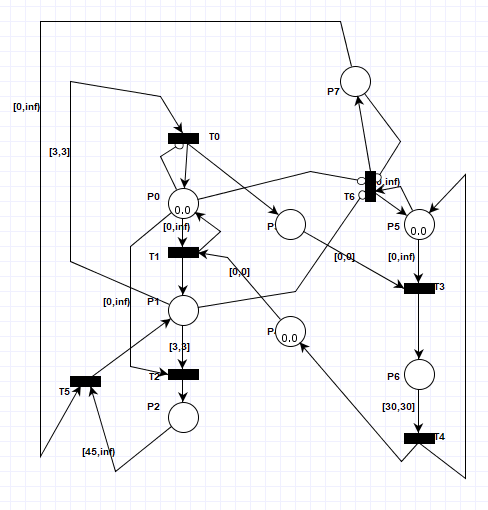 P7
[0,inf)
T0
[3,3]
,inf)
P0
T6
0.0
[0,inf)
P
P5
0.0
T1
[0,0]
[0,inf)
[0,0]
T3
[0,inf)
P1
P
0.0
[3,3]
T2
P6
T5
P2
[30,30]
T4
[45,inf)